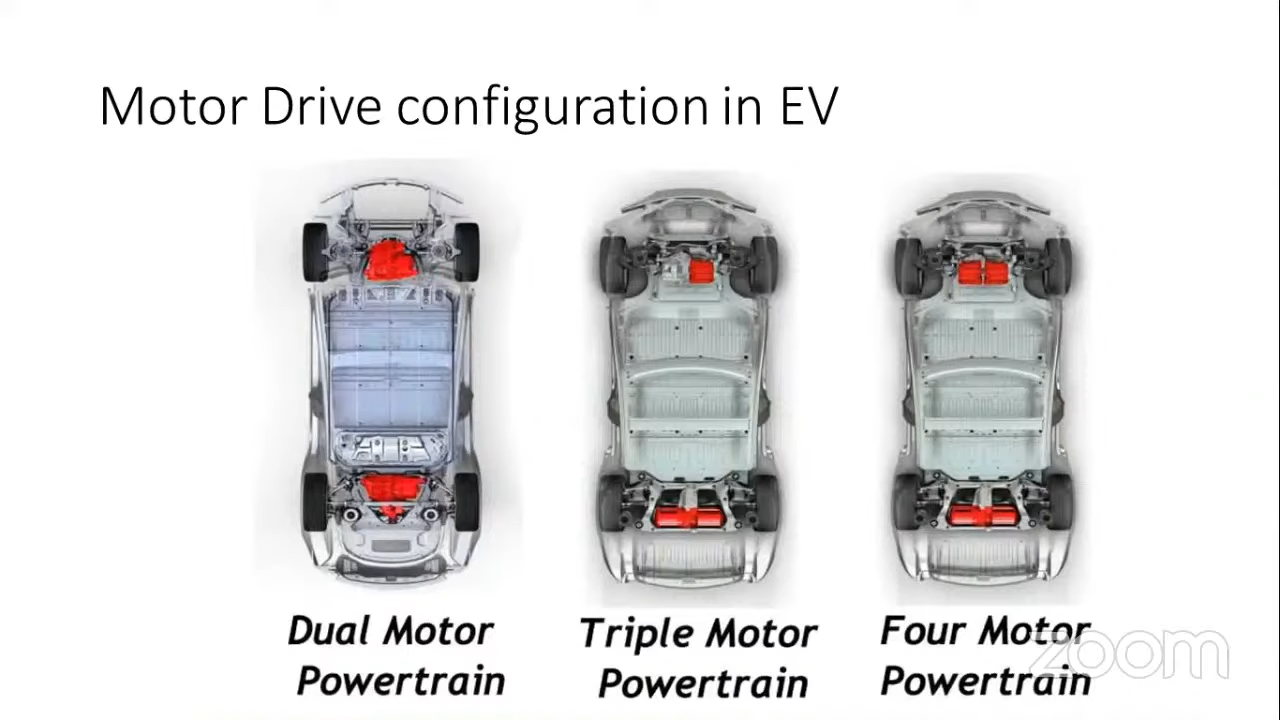 Motor Drive configuration in EV
Dual Motor
Powertrain
Triple Motor
Powertrain
Four Motor
Powertrain
zoom